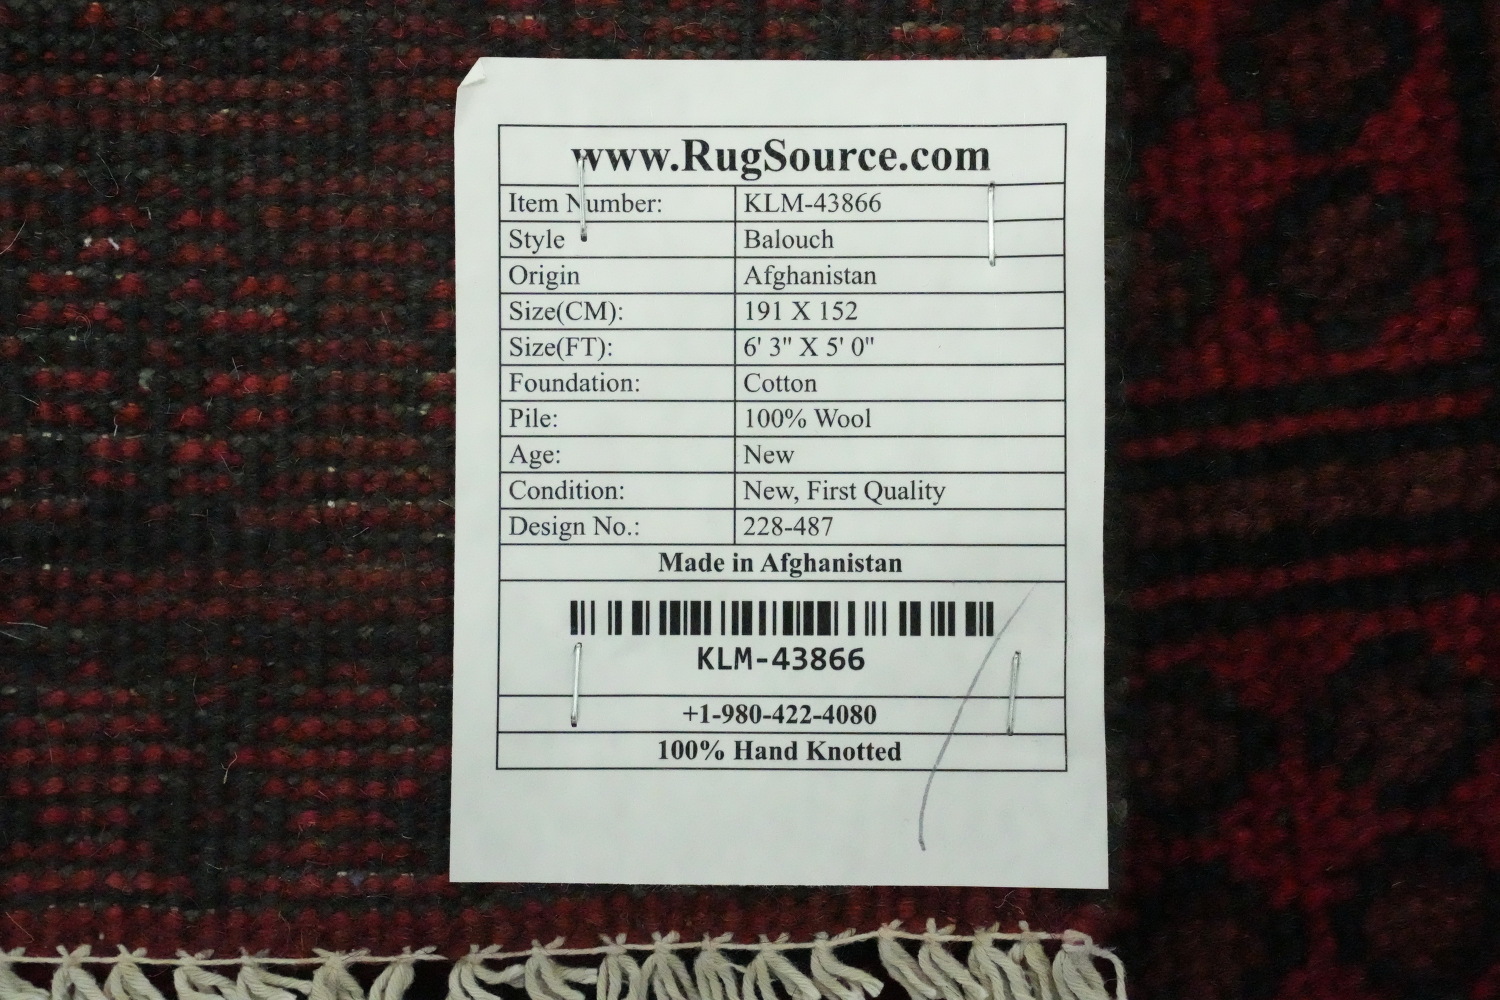 www.RugSource.com
Item Number: KLM-43866
Style Balouch
Origin Afghanistan
Size(CM): 191 X 152
Size(FT): 6' 3" X 5' 0"
Foundation: Cotton
Pile: 100% Wool
Age: New
Condition: New, First Quality
Design No.: 228-487
Made in Afghanistan
KLM-43866
+1-980-422-4080
100% Hand Knotted